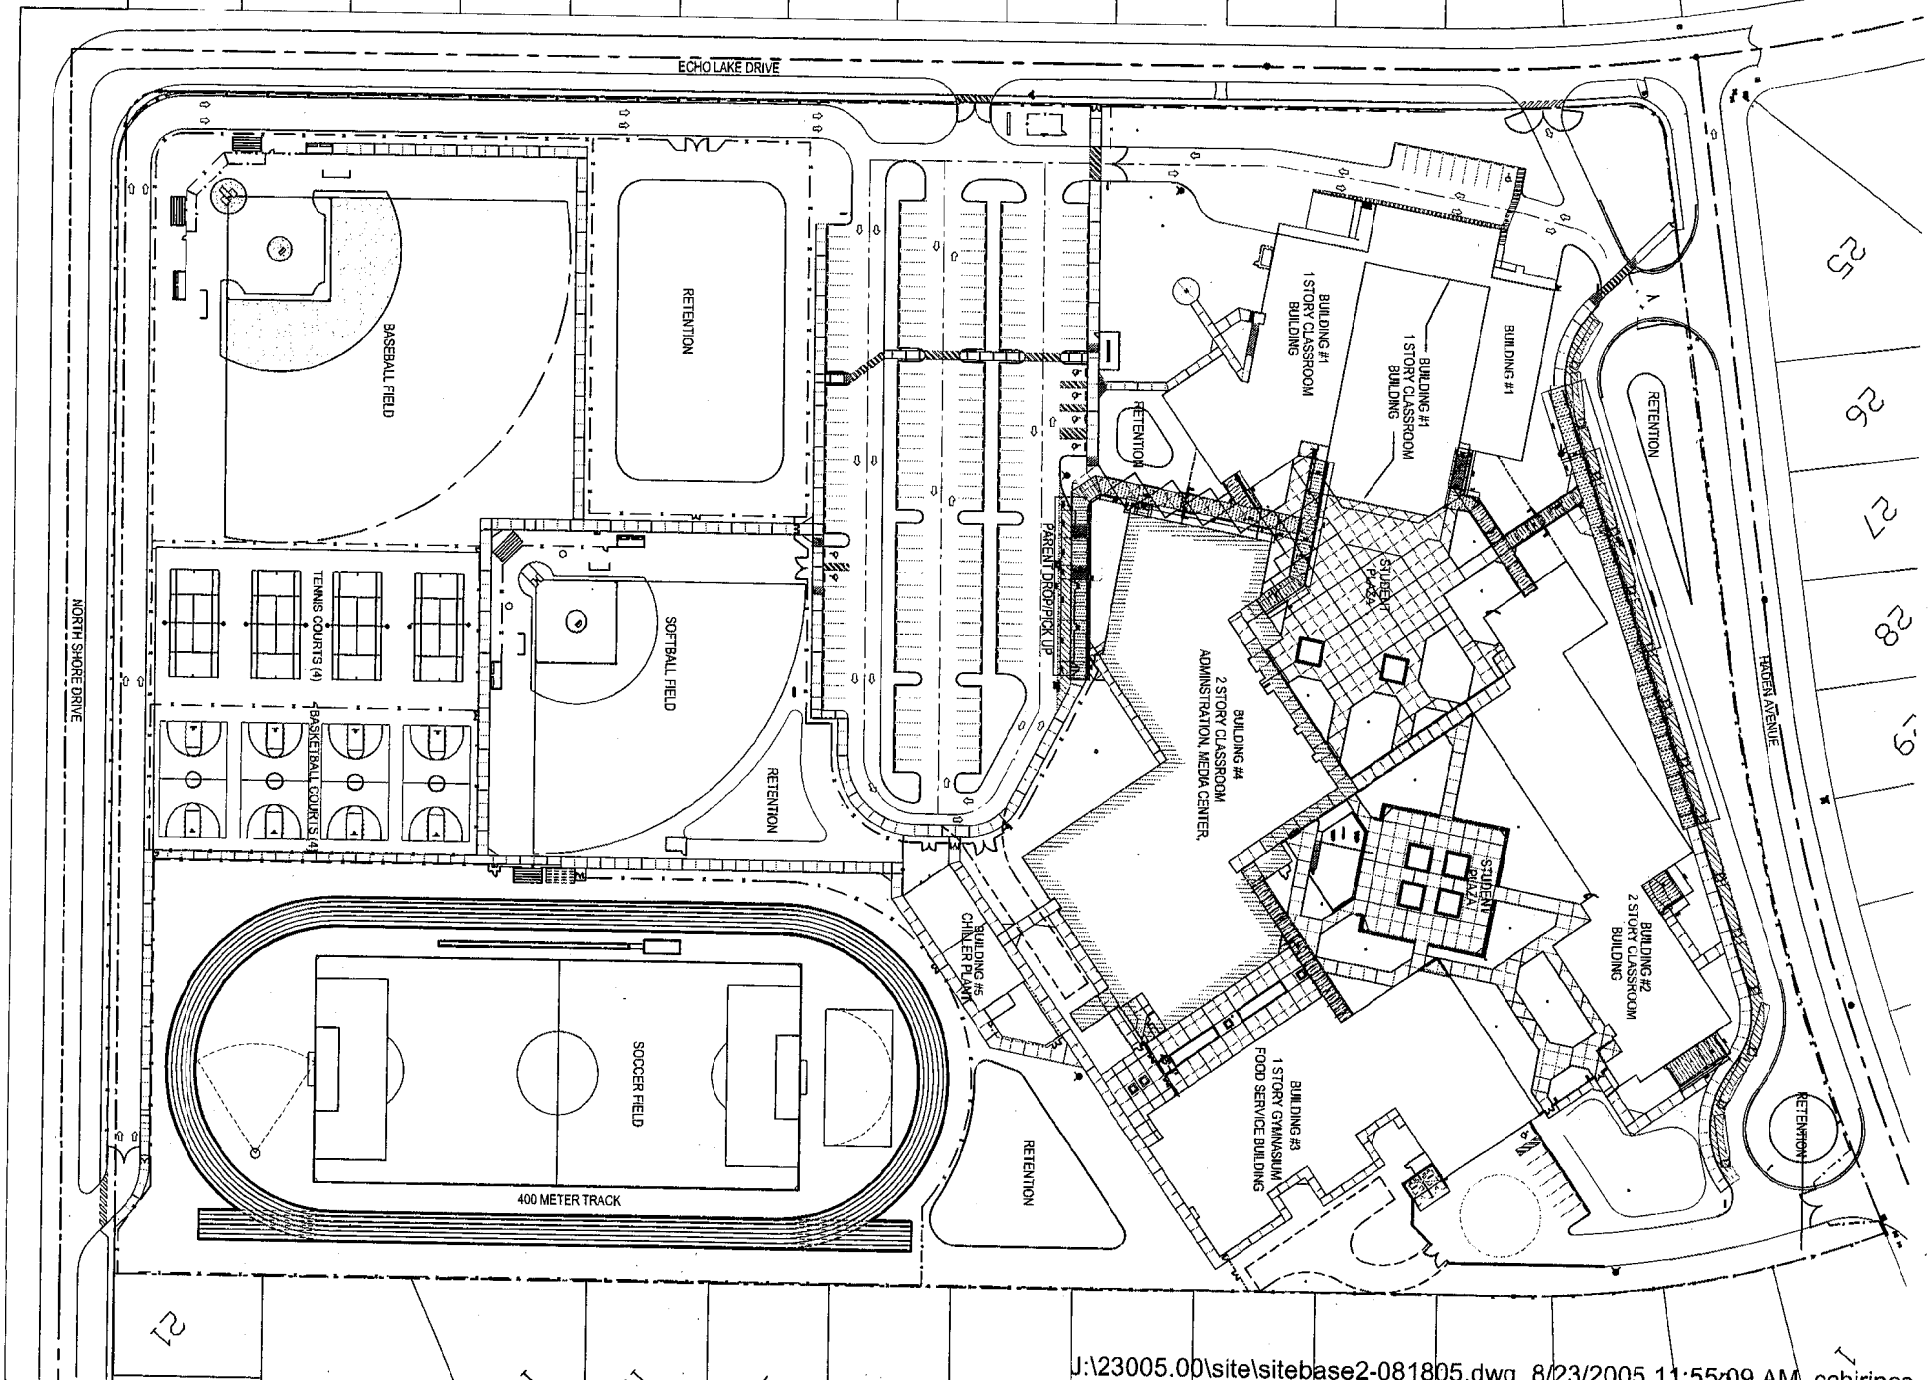 ECHO LAKE DRIVE
NORTH SHORE DRIVE
HADEN AVENUE
BASEBALL FIELD
RETENTION
BUILDING #1
1 STORY CLASSROOM
BUILDING
BUILDING #1
1 STORY CLASSROOM
BUILDING
BUILDING #1
RETENTION
25
26
27
28
RETENTION
PARENT DROP/PICK UP
STUDENT
PLAZA
TENNIS COURTS (4)
SOFTBALL FIELD
BUILDING #4
2 STORY CLASSROOM
ADMINSTRATION, MEDIA CENTER,
BASKETBALL COURTS (4)
RETENTION
STUDENT
PLAZA
BUILDING #2
2 STORY CLASSROOM
BUILDING
BUILDING #5
CHILLER PLANT
SOCCER FIELD
400 METER TRACK
RETENTION
BUILDING #3
1 STORY GYMNASIUM
FOOD SERVICE BUILDING
RETENTION
21
J:\23005.00\site\sitebase2-081805.dwg, 8/23/2005 11:55:09 AM,